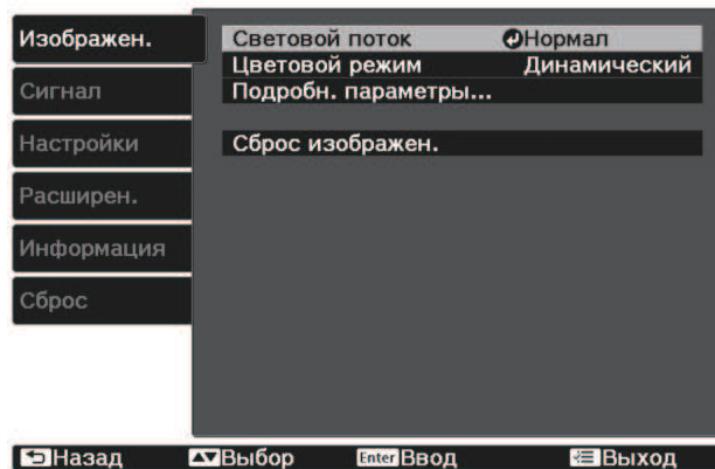 Изображен.
Сигнал
Настройки
Расширен.
Информация
Сброс
Световой поток Нормал
Цветовой режим Динамический
Подробн. параметры...
Сброс изображен.
Назад Выбор Enter Ввод Выход